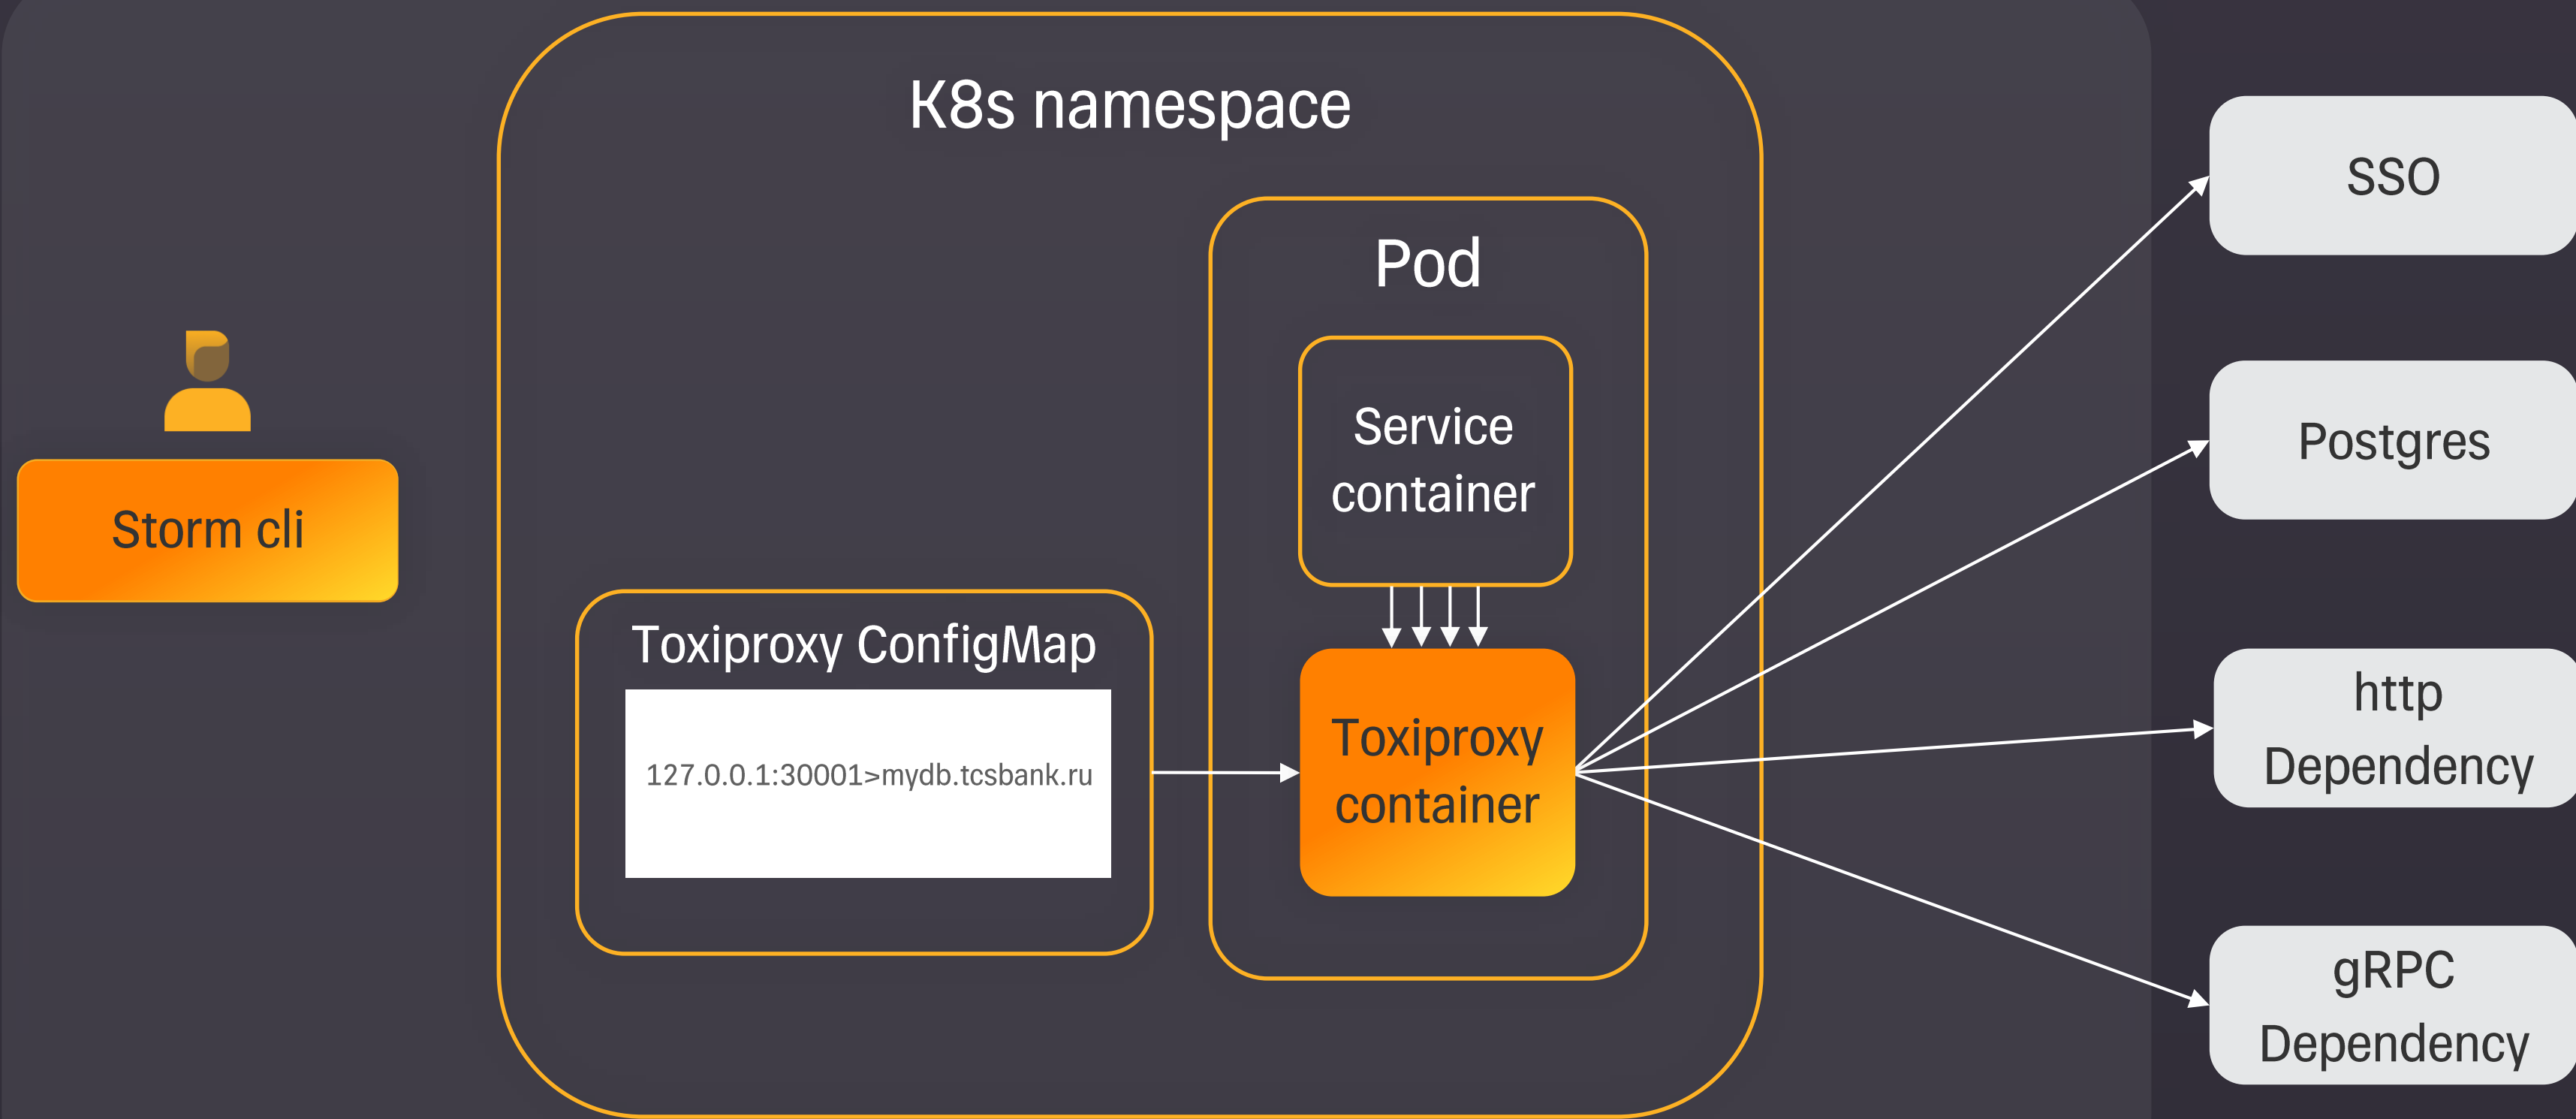 K8s namespace
Pod
Service
container
Storm cli
Toxiproxy ConfigMap
127.0.0.1:30001>mydb.tcsbank.ru
Toxiproxy
container
SSO
Postgres
http
Dependency
gRPC
Dependency